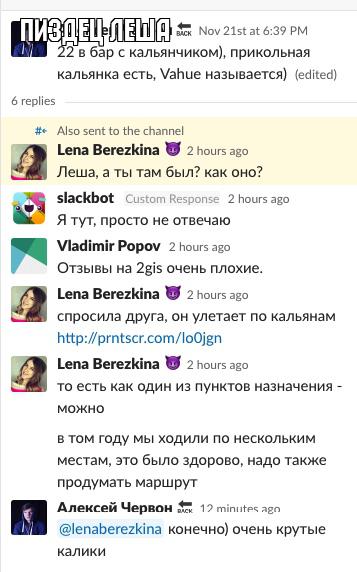 ПИЗДЕЦ ЛЕША BACK Nov 21st at 6:39 PM
22 в бар с кальянчиком), прикольная
кальянка есть, Vahue называется) (edited)
6 replies
Also sent to the channel
Lena Berezkina 2 hours ago
Леша, а ты там был? как оно?
slackbot Custom Response 2 hours ago
Я тут, просто не отвечаю
Vladimir Popov 2 hours ago
Отзывы на 2gis очень плохие.
Lena Berezkina 2 hours ago
спросила друга, он улетает по кальянам
http://prntscr.com/lo0jgn
Lena Berezkina 2 hours ago
то есть как один из пунктов назначения -
можно
в том году мы ходили по нескольким
местам, это было здорово, надо также
продумать маршрут
Алексей Червон BACK 12 minutes ago
@lenaberezkina конечно) очень крутые
калики